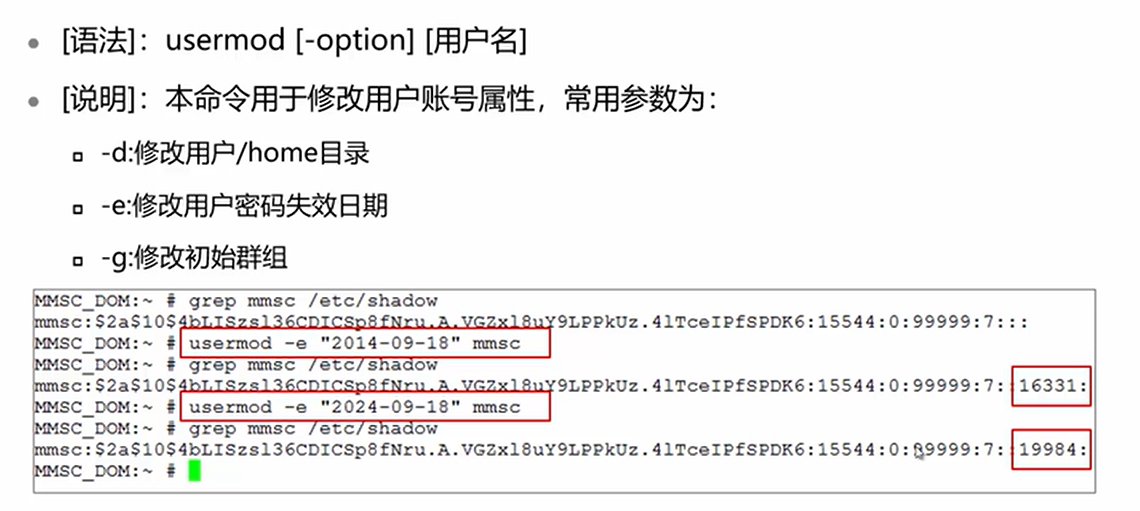 [语法]：usermod [-option] [用户名]
[说明]：本命令用于修改用户账号属性，常用参数为：
-d:修改用户/home目录
-e:修改用户密码失效日期
-g:修改初始群组
MMSC_DOM:~ # grep mmsc /etc/shadow
mmsc:$2a$10$4bLISzsl36CDICSp8fNru.A.VGZxl8uY9LPPkUz.4lTceIPfSPDK6:15544:0:99999:7:::
MMSC_DOM:~ # usermod -e "2014-09-18" mmsc
MMSC_DOM:~ # grep mmsc /etc/shadow
mmsc:$2a$10$4bLISzsl36CDICSp8fNru.A.VGZxl8uY9LPPkUz.4lTceIPfSPDK6:15544:0:99999:7::16331:
MMSC_DOM:~ # usermod -e "2024-09-18" mmsc
MMSC_DOM:~ # grep mmsc /etc/shadow
mmsc:$2a$10$4bLISzsl36CDICSp8fNru.A.VGZxl8uY9LPPkUz.4lTceIPfSPDK6:15544:0:99999:7::19984:
MMSC_DOM:~ #